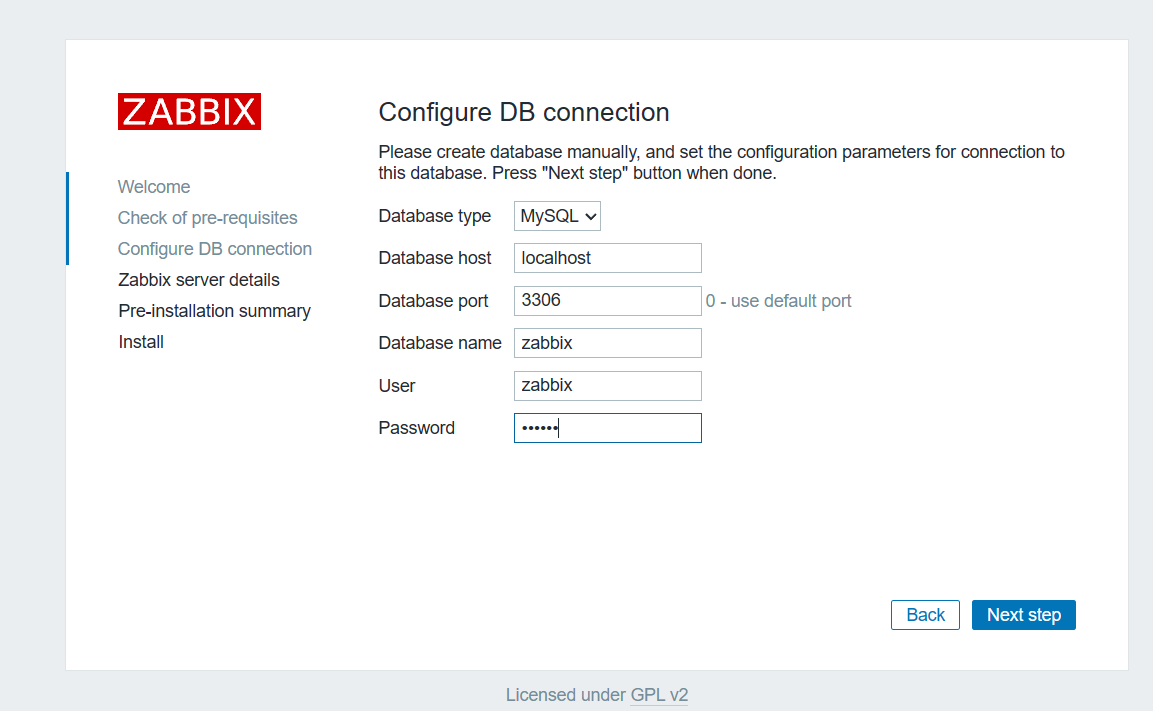 ZABBIX
Welcome
Check of pre-requisites
Configure DB connection
Zabbix server details
Pre-installation summary
Install
Configure DB connection
Please create database manually, and set the configuration parameters for connection to
this database. Press "Next step" button when done.
Database type MySQL
Database host localhost
Database port 3306 0 - use default port
Database name zabbix
User zabbix
Password ••••••
Back Next step
Licensed under GPL v2